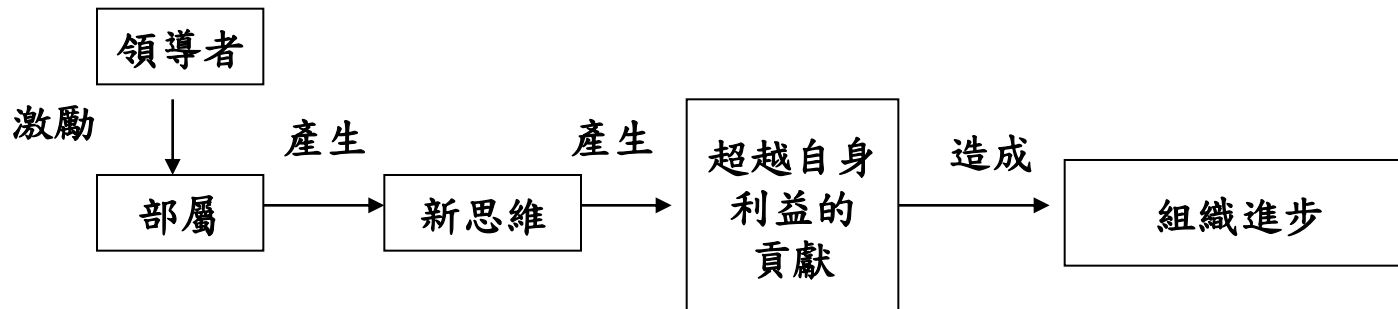 領導者
激勵
部屬
產生
新思維
產生
超越自身
利益的
貢獻
造成
組織進步